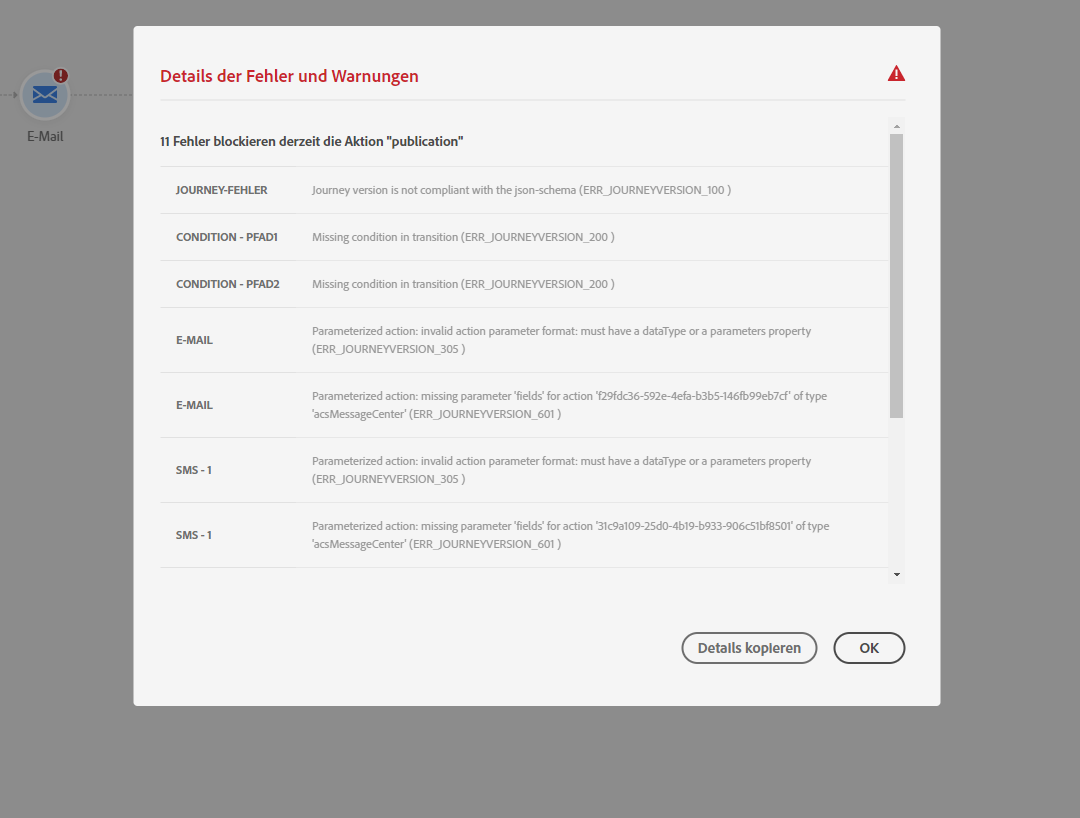 Details der Fehler und Warnungen
E-Mail
11 Fehler blockieren derzeit die Aktion "publication"
JOURNEY-FEHLER Journey version is not compliant with the json-schema (ERR_JOURNEYVERSION_100 )
CONDITION - PFAD1 Missing condition in transition (ERR_JOURNEYVERSION_200 )
CONDITION - PFAD2 Missing condition in transition (ERR_JOURNEYVERSION_200 )
E-MAIL Parameterized action: invalid action parameter format: must have a dataType or a parameters property
(ERR_JOURNEYVERSION_305 )
E-MAIL Parameterized action: missing parameter 'fields' for action 'f29fdc36-592e-4efa-b3b5-146fb99eb7cf' of type
'acsMessageCenter' (ERR_JOURNEYVERSION_601 )
SMS - 1 Parameterized action: invalid action parameter format: must have a dataType or a parameters property
(ERR_JOURNEYVERSION_305 )
SMS - 1 Parameterized action: missing parameter 'fields' for action '31c9a109-25d0-4b19-b933-906c51bf8501' of type
'acsMessageCenter' (ERR_JOURNEYVERSION_601 )
Details kopieren
OK